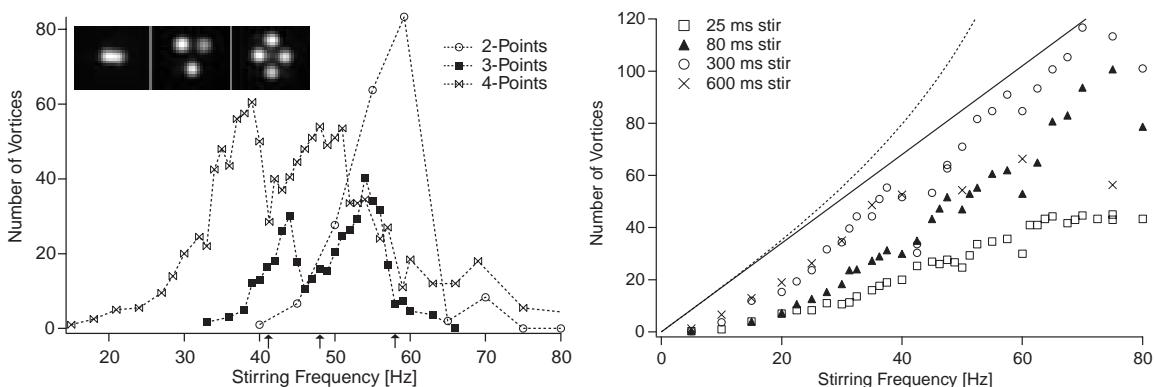 80
60
40
20
0
Number of Vortices
20 30 40 50 60 70 80
Stirring Frequency [Hz]
2-Points
3-Points
4-Points
120
100
80
60
40
20
0
Number of Vortices
0 20 40 60 80
Stirring Frequency [Hz]
25 ms stir
80 ms stir
300 ms stir
600 ms stir